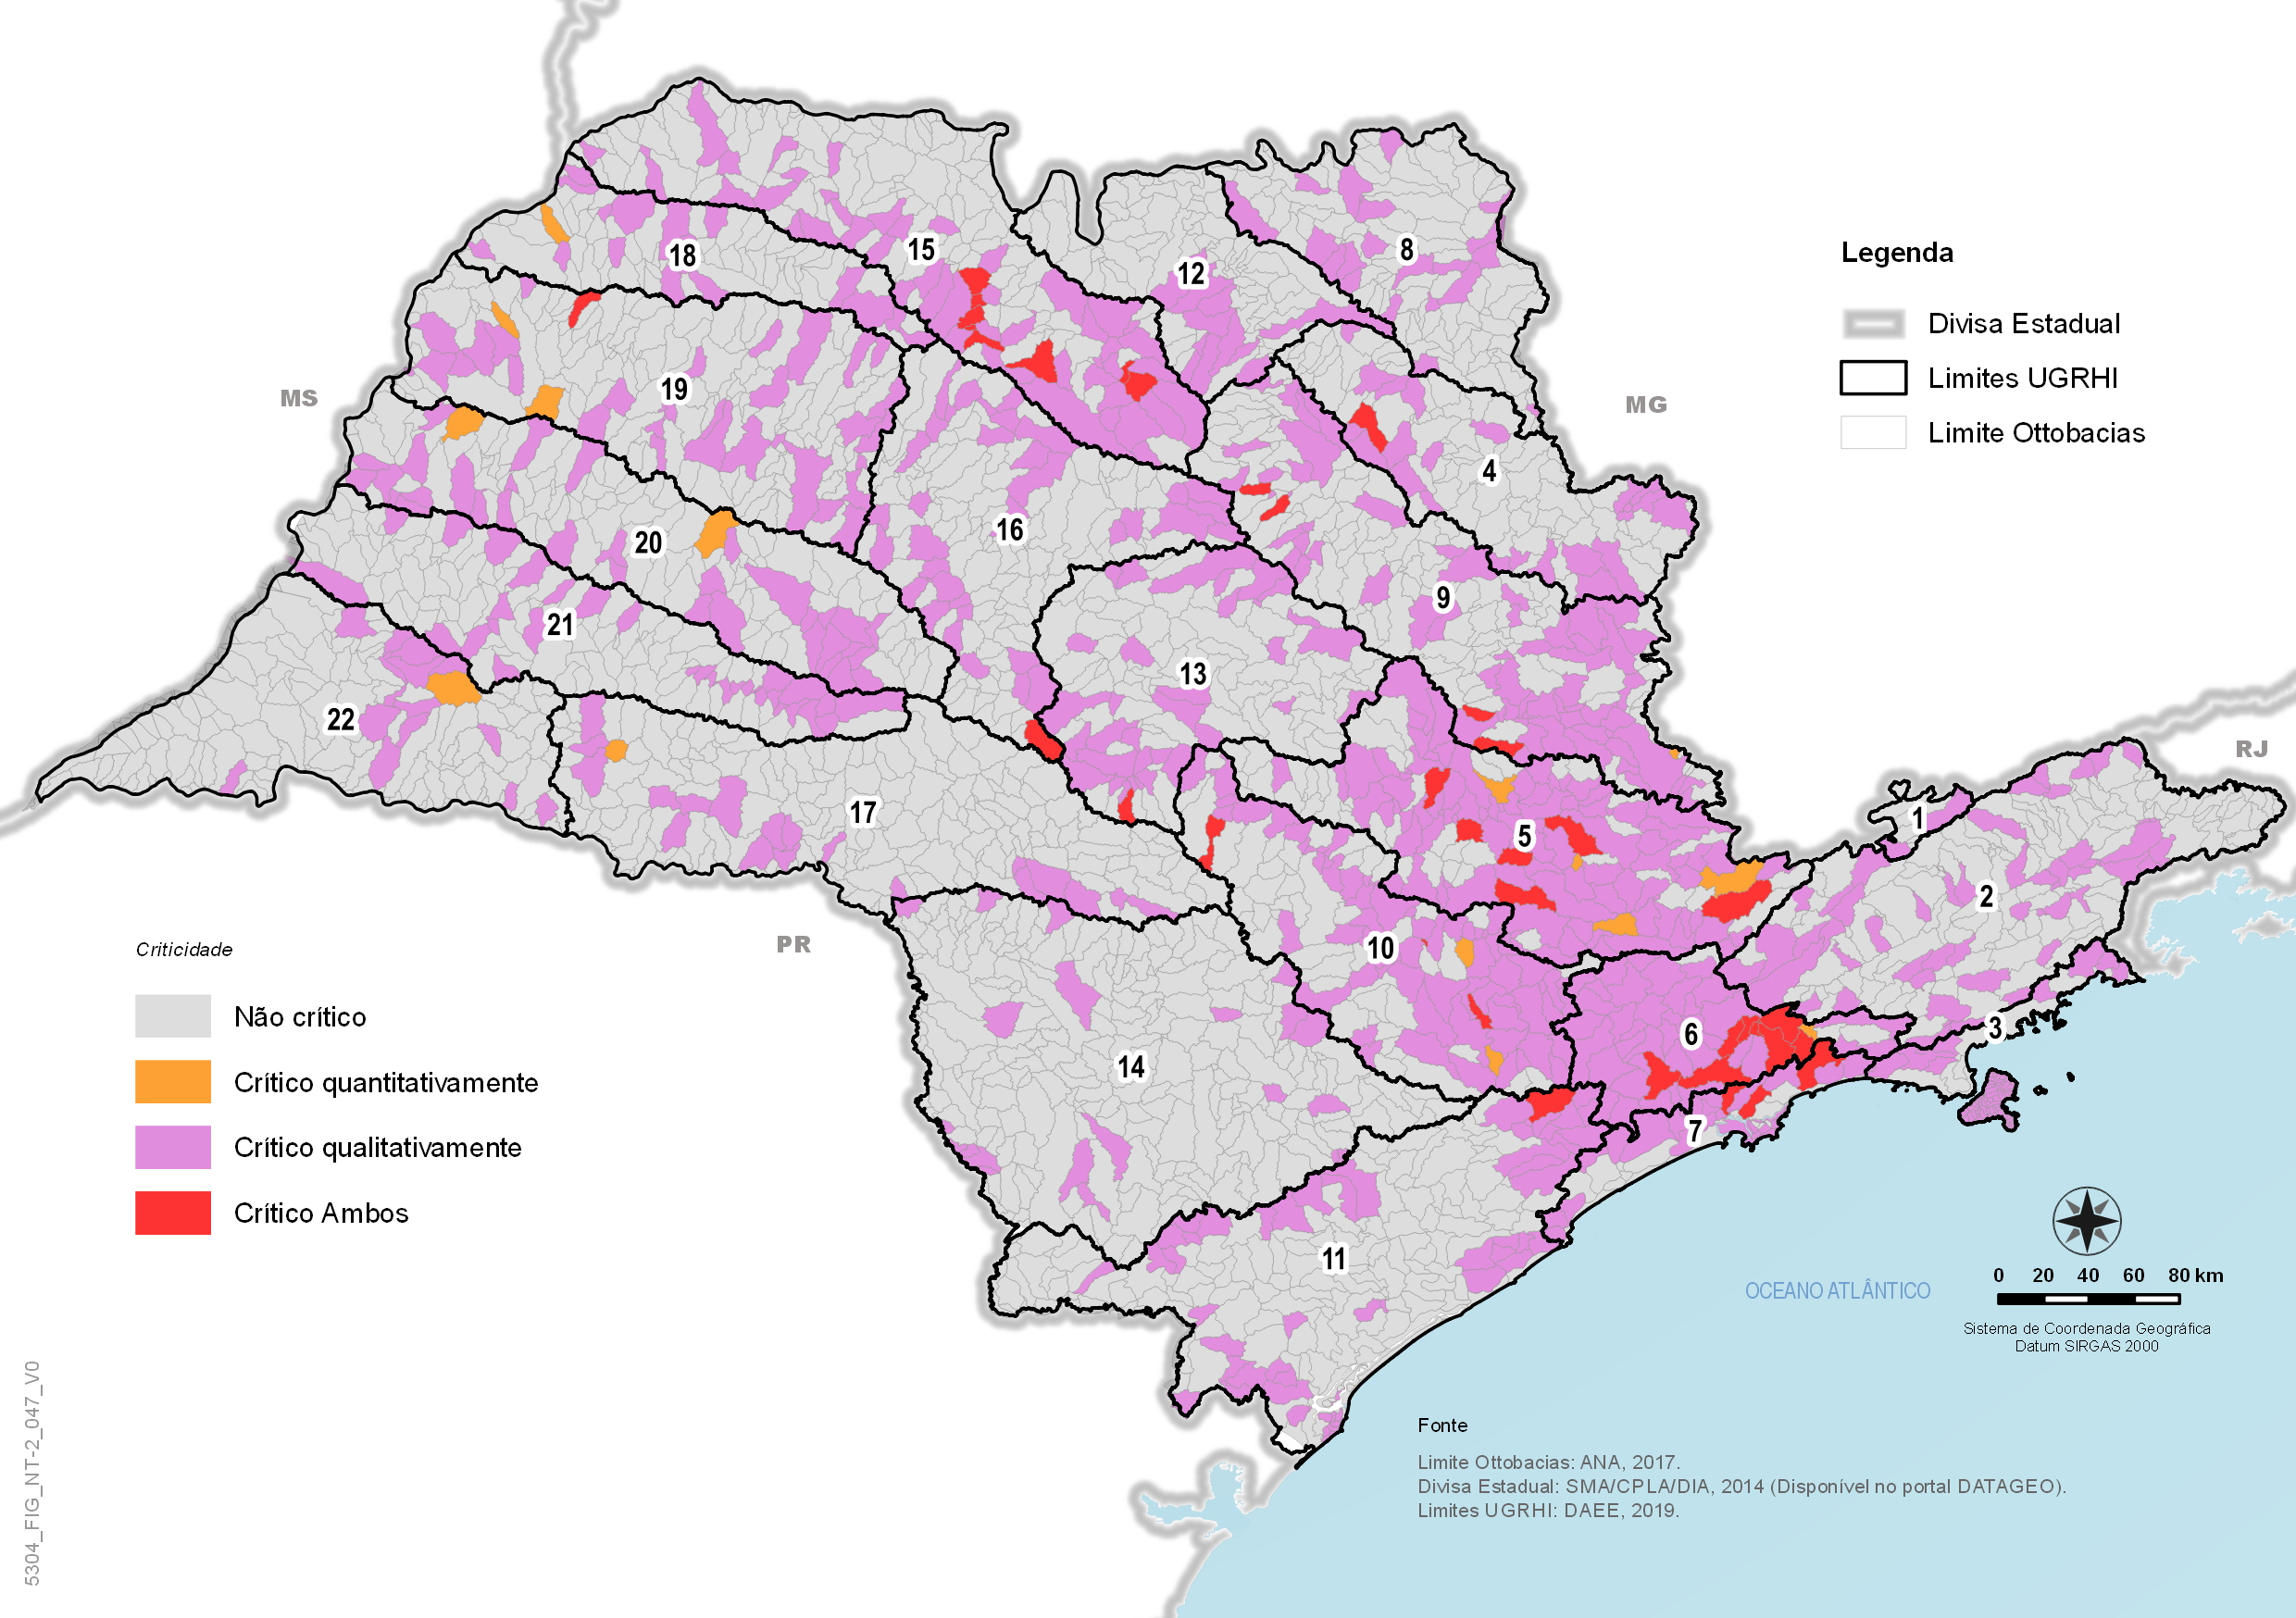 Legenda
Divisa Estadual
Limites UGRHI
Limite Ottobacias
MS
MG
RJ
PR
15
18
12
8
19
4
16
20
9
21
13
22
17
5
1
2
10
6
3
14
7
11
Criticidade
Não crítico
Crítico quantitativamente
Crítico qualitativamente
Crítico Ambos
OCEANO ATLÂNTICO
0 20 40 60 80 km
Sistema de Coordenada Geográfica
Datum SIRGAS 2000
Fonte
Limite Ottobacias: ANA, 2017.
Divisa Estadual: SMA/CPLA/DIA, 2014 (Disponível no portal DATAGEO).
Limites UGRHI: DAEE, 2019.
5304_FIG_NT-2_047_V0